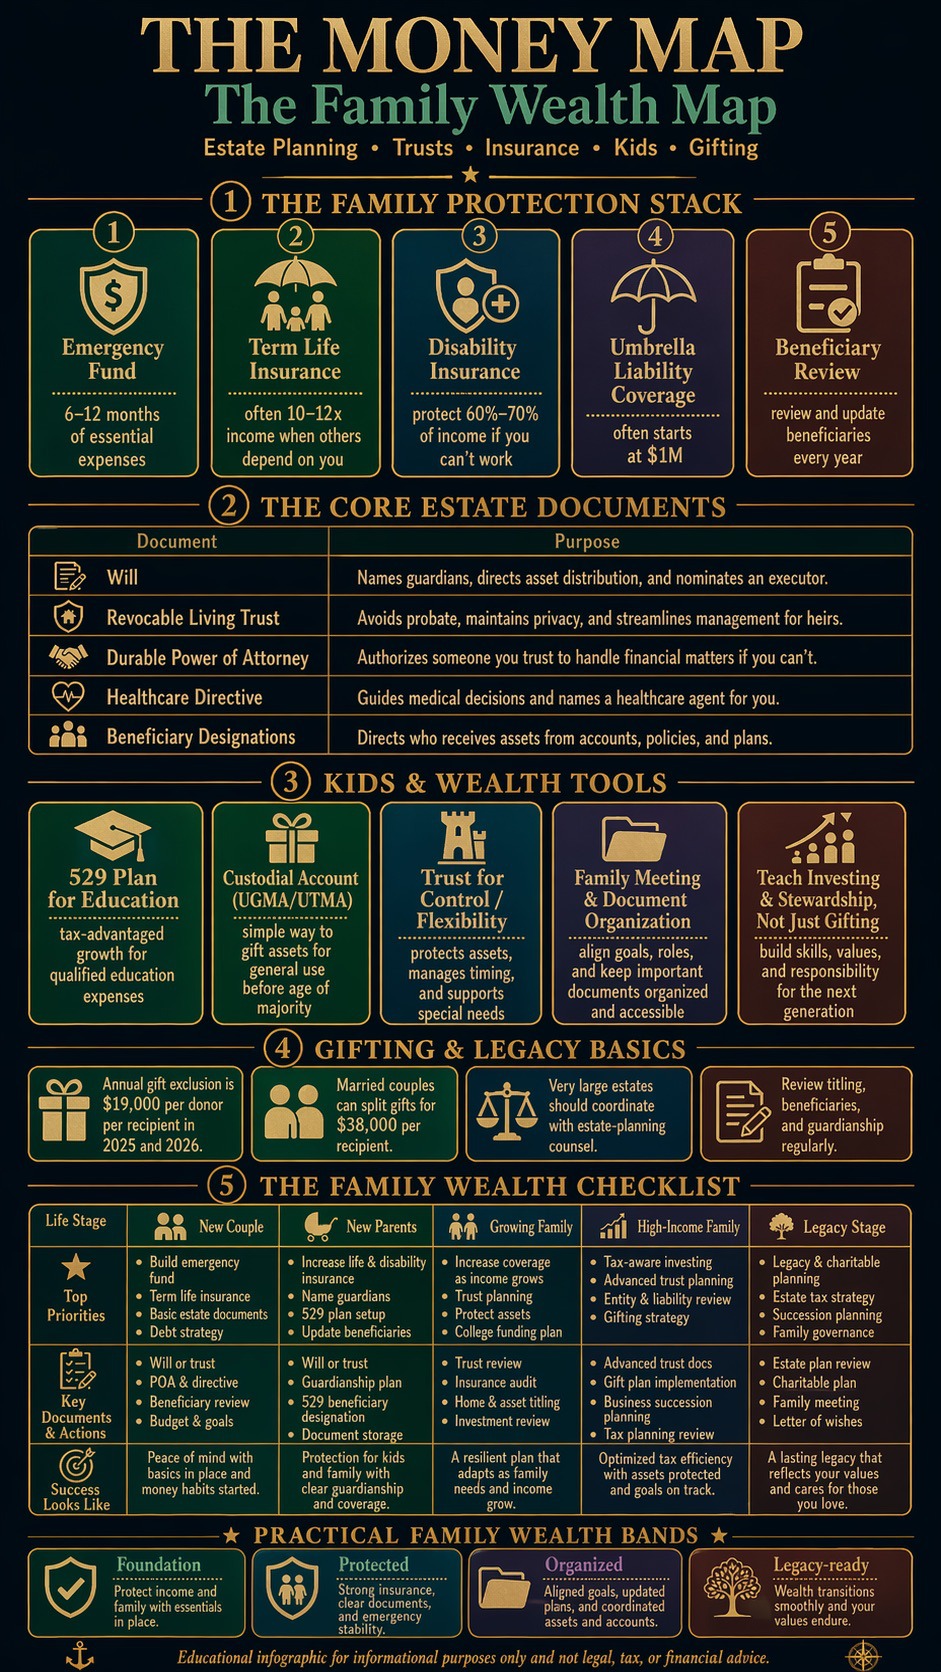 THE MONEY MAP
The Family Wealth Map
Estate Planning • Trusts • Insurance • Kids • Gifting
1 THE FAMILY PROTECTION STACK
1
Emergency
Fund
6–12 months
of essential
expenses
2
Term Life
Insurance
often 10–12x
income when others
depend on you
3
Disability
Insurance
protect 60%–70%
of income if you
can't work
4
Umbrella
Liability
Coverage
often starts
at $1M
5
Beneficiary
Review
review and update
beneficiaries
every year
2 THE CORE ESTATE DOCUMENTS
Document
Purpose
Will
Names guardians, directs asset distribution, and nominates an executor.
Revocable Living Trust
Avoids probate, maintains privacy, and streamlines management for heirs.
Durable Power of Attorney
Authorizes someone you trust to handle financial matters if you can't.
Healthcare Directive
Guides medical decisions and names a healthcare agent for you.
Beneficiary Designations
Directs who receives assets from accounts, policies, and plans.
3 KIDS & WEALTH TOOLS
529 Plan
for Education
tax-advantaged
growth for
qualified education
expenses
Custodial Account
(UGMA/UTMA)
simple way to
gift assets for
general use
before age of
majority
Trust for
Control /
Flexibility
protects assets,
manages timing,
and supports
special needs
Family Meeting
& Document
Organization
align goals, roles,
and keep important
documents organized
and accessible
Teach Investing
& Stewardship,
Not Just Gifting
build skills, values,
and responsibility
for the next
generation
4 GIFTING & LEGACY BASICS
Annual gift exclusion is
$19,000 per donor
per recipient in
2025 and 2026.
Married couples
can split gifts for
$38,000 per
recipient.
Very large estates
should coordinate
with estate-planning
counsel.
Review titling,
beneficiaries,
and guardianship
regularly.
5 THE FAMILY WEALTH CHECKLIST
Life Stage
New Couple
New Parents
Growing Family
High-Income Family
Legacy Stage
Top
Priorities
• Build emergency
fund
• Term life insurance
• Basic estate documents
• Debt strategy
• Increase life & disability
insurance
• Name guardians
• 529 plan setup
• Update beneficiaries
• Increase coverage
as income grows
• Trust planning
• Protect assets
• College funding plan
• Tax-aware investing
• Advanced trust planning
• Entity & liability review
• Gifting strategy
• Legacy & charitable
planning
• Estate tax strategy
• Succession planning
• Family governance
Key
Documents
& Actions
• Will or trust
• POA & directive
• Beneficiary review
• Budget & goals
• Will or trust
• Guardianship plan
• 529 beneficiary
designation
• Document storage
• Trust review
• Insurance audit
• Home & asset titling
• Investment review
• Advanced trust docs
• Gift plan implementation
• Business succession
planning
• Tax planning review
• Estate plan review
• Charitable plan
• Family meeting
• Letter of wishes
Success
Looks Like
Peace of mind with
basics in place and
money habits started.
Protection for kids
and family with
clear guardianship
and coverage.
A resilient plan that
adapts as family
needs and income
grow.
Optimized tax efficiency
with assets protected
and goals on track.
A lasting legacy that
reflects your values
and cares for those
you love.
PRACTICAL FAMILY WEALTH BANDS
Foundation
Protect income and
family with essentials
in place.
Protected
Strong insurance,
clear documents,
and emergency
stability.
Organized
Aligned goals, updated
plans, and coordinated
assets and accounts.
Legacy-ready
Wealth transitions
smoothly and your
values endure.
Educational infographic for informational purposes only and not legal, tax, or financial advice.